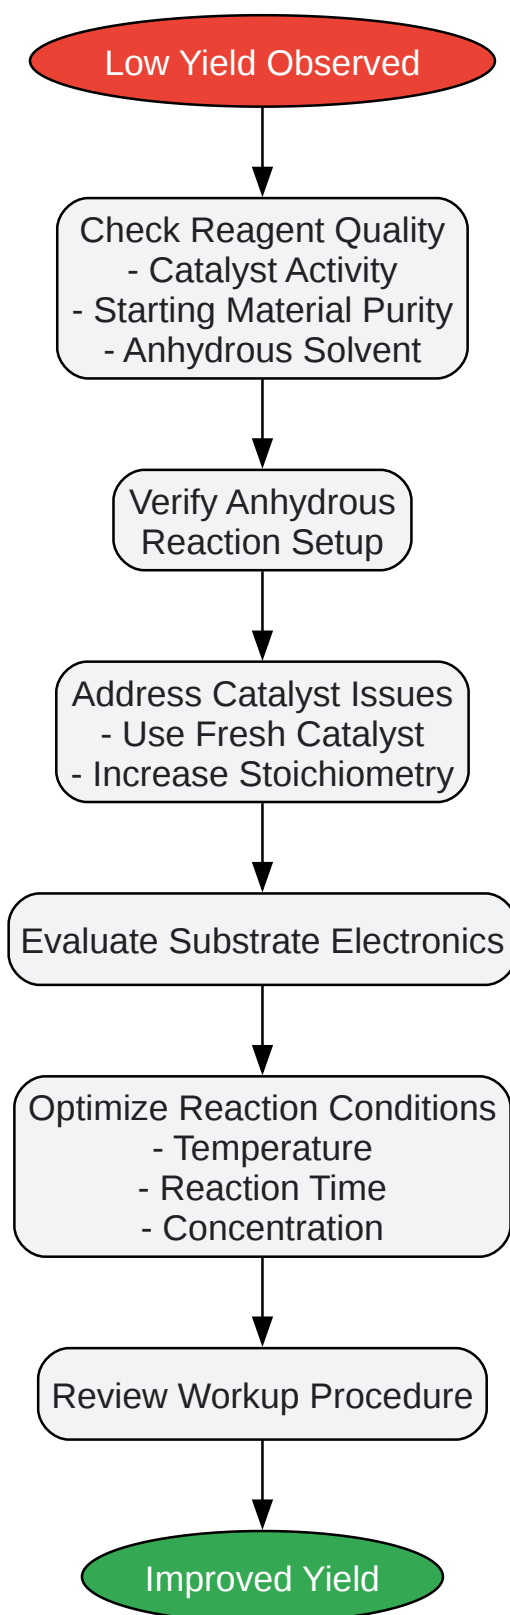 Low Yield Observed
Check Reagent Quality
- Catalyst Activity
- Starting Material Purity
- Anhydrous Solvent
Verify Anhydrous
Reaction Setup
Address Catalyst Issues
- Use Fresh Catalyst
- Increase Stoichiometry
Evaluate Substrate Electronics
Optimize Reaction Conditions
- Temperature
- Reaction Time
- Concentration
Review Workup Procedure
Improved Yield